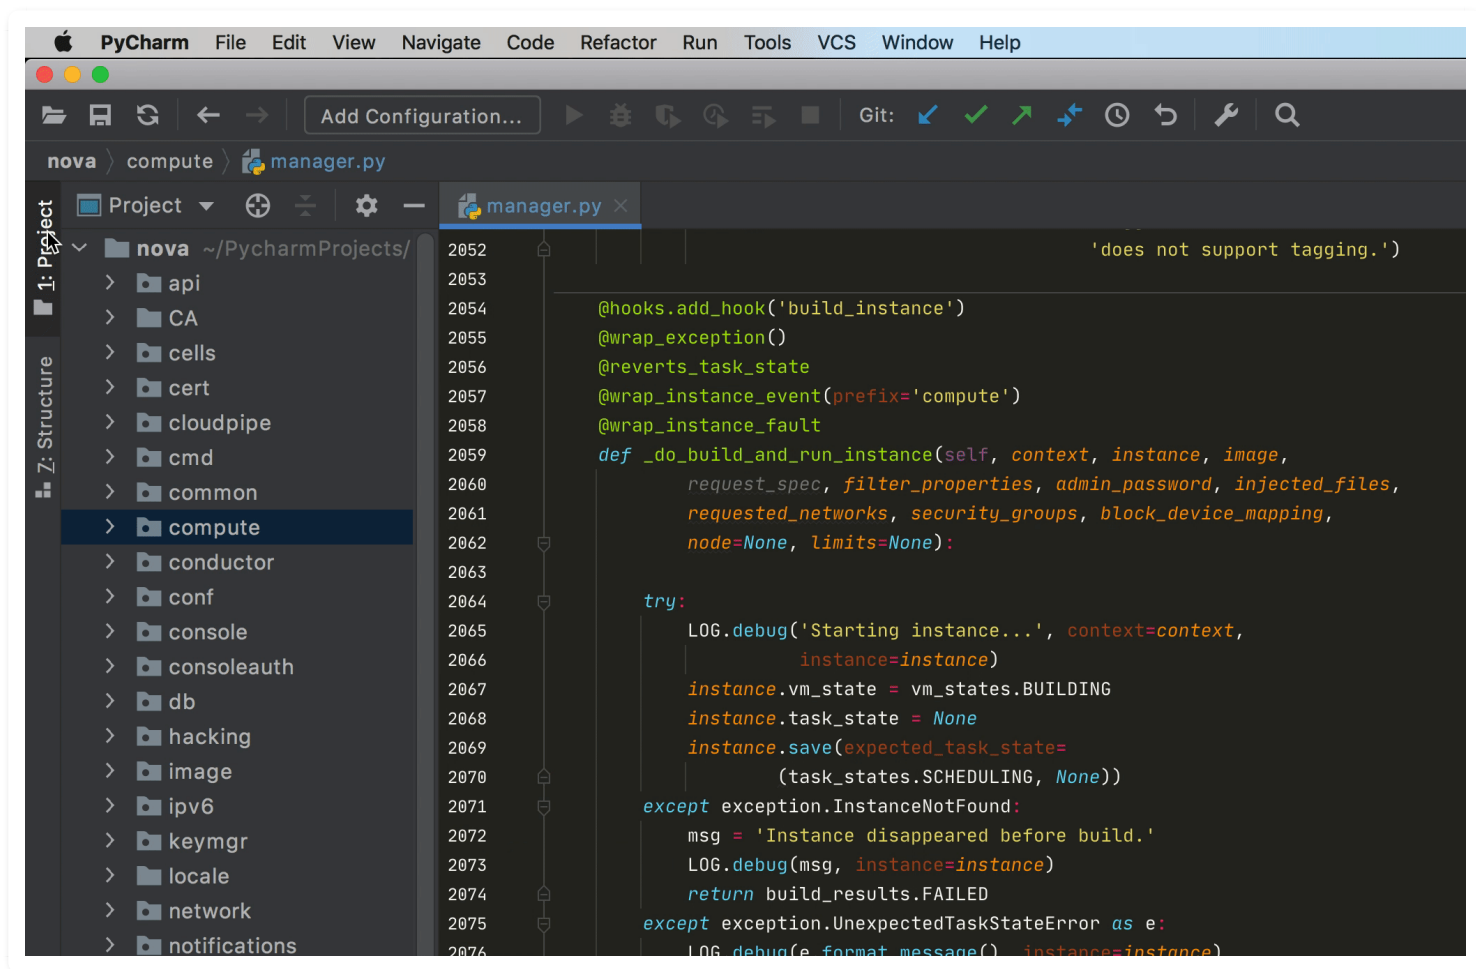 PyCharm File Edit View Navigate Code Refactor Run Tools VCS Window Help
Add Configuration... Git:
nova compute manager.py
1: Project
Z: Structure
Project
nova ~/PycharmProjects/
api
CA
cells
cert
cloudpipe
cmd
common
compute
conductor
conf
console
consoleauth
db
hacking
image
ipv6
keymgr
locale
network
notifications
manager.py
2052 'does not support tagging.')
2053
2054 @hooks.add_hook('build_instance')
2055 @wrap_exception()
2056 @reverts_task_state
2057 @wrap_instance_event(prefix='compute')
2058 @wrap_instance_fault
2059 def _do_build_and_run_instance(self, context, instance, image,
2060 request_spec, filter_properties, admin_password, injected_files,
2061 requested_networks, security_groups, block_device_mapping,
2062 node=None, limits=None):
2063
2064 try:
2065 LOG.debug('Starting instance...', context=context,
2066 instance=instance)
2067 instance.vm_state = vm_states.BUILDING
2068 instance.task_state = None
2069 instance.save(expected_task_state=
2070 (task_states.SCHEDULING, None))
2071 except exception.InstanceNotFound:
2072 msg = 'Instance disappeared before build.'
2073 LOG.debug(msg, instance=instance)
2074 return build_results.FAILED
2075 except exception.UnexpectedTaskStateError as e:
2076 LOG.debug(e.format_message(), instance=instance)